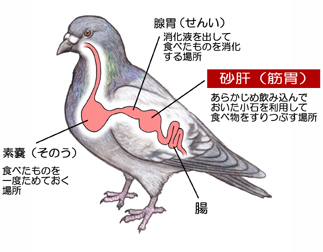 腺胃（せんい）
消化液を出して
食べたものを消化
する場所
砂肝（筋胃）
あらかじめ飲み込んで
おいた小石を利用して
食べ物をすりつぶす場所
素嚢（そのう）
食べたものを
一度ためておく
場所
腸